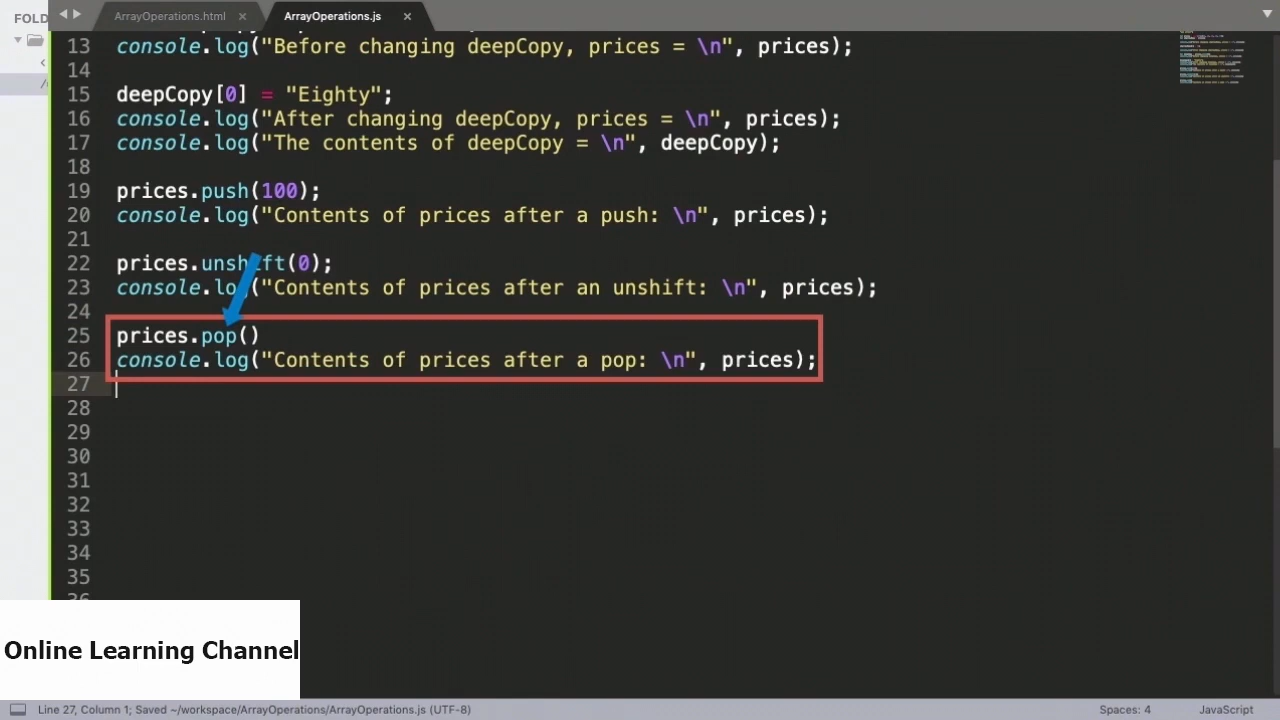 FOLD
ArrayOperations.html
ArrayOperations.js
13 console.log("Before changing deepCopy, prices = \n", prices);
14
15 deepCopy[0] = "Eighty";
16 console.log("After changing deepCopy, prices = \n", prices);
17 console.log("The contents of deepCopy = \n", deepCopy);
18
19 prices.push(100);
20 console.log("Contents of prices after a push: \n", prices);
21
22 prices.unshift(0);
23 console.log("Contents of prices after an unshift: \n", prices);
24
25 prices.pop()
26 console.log("Contents of prices after a pop: \n", prices);
27
28
29
30
31
32
33
34
35
36
Online Learning Channel
Line 27, Column 1; Saved ~/workspace/ArrayOperations/ArrayOperations.js (UTF-8)
Spaces: 4
JavaScript